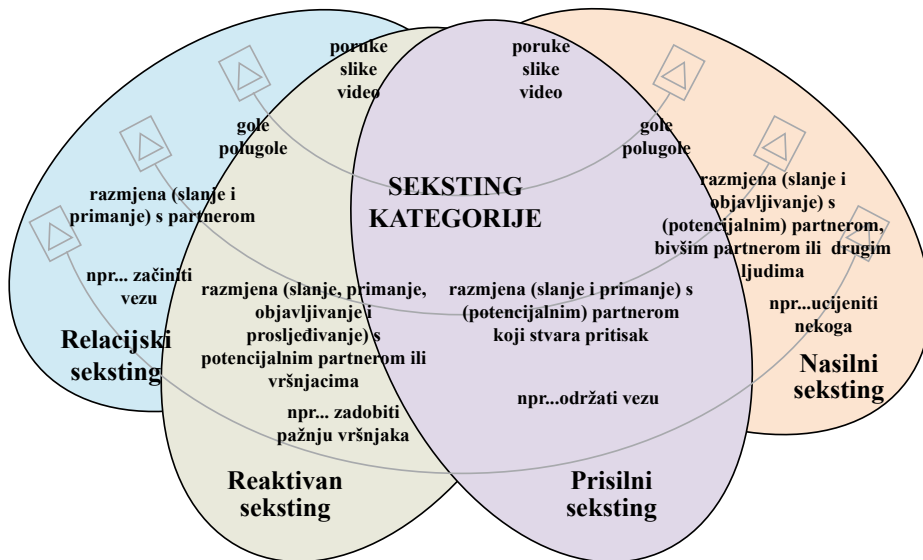 poruke
slike
video
gole
polugole
poruke
slike
video
gole
polugole
SEKSTING
KATEGORIJE
razmjena (slanje i
primanje) s partnerom
npr... začiniti
vezu
Relacijski
seksting
razmjena (slanje, primanje,
objavljivanje i
prosljeđivanje) s
potencijalnim partnerom ili
vršnjacima
npr... zadobiti
pažnju vršnjaka
Reaktivan
seksting
razmjena (slanje i primanje) s
(potencijalnim) partnerom
koji stvara pritisak
npr...održati vezu
Prisilni
seksting
razmjena (slanje i
objavljivanje) s
(potencijalnim) partnerom,
bivšim partnerom ili drugim
ljudima
npr...ucijeniti
nekoga
Nasilni
seksting